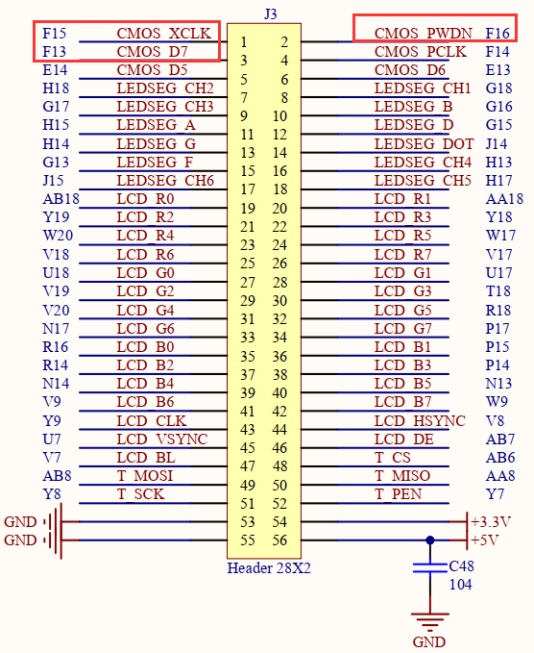 J3
F15 CMOS_XCLK 1 2 CMOS_PWDN F16
F13 CMOS_D7 3 4 CMOS_PCLK F14
E14 CMOS_D5 5 6 CMOS_D6 E13
H18 LEDSEG_CH2 7 8 LEDSEG_CH1 G18
G17 LEDSEG_CH3 9 10 LEDSEG_B G16
H15 LEDSEG_A 11 12 LEDSEG_D G15
H14 LEDSEG_G 13 14 LEDSEG_DOT J14
G13 LEDSEG_F 15 16 LEDSEG_CH4 H13
J15 LEDSEG_CH6 17 18 LEDSEG_CH5 H17
AB18 LCD_R0 19 20 LCD_R1 AA18
Y19 LCD_R2 21 22 LCD_R3 Y18
W20 LCD_R4 23 24 LCD_R5 W17
V18 LCD_R6 25 26 LCD_R7 V17
U18 LCD_G0 27 28 LCD_G1 U17
V19 LCD_G2 29 30 LCD_G3 T18
V20 LCD_G4 31 32 LCD_G5 R18
N17 LCD_G6 33 34 LCD_G7 P17
R16 LCD_B0 35 36 LCD_B1 P15
R14 LCD_B2 37 38 LCD_B3 P14
N14 LCD_B4 39 40 LCD_B5 N13
V9 LCD_B6 41 42 LCD_B7 W9
Y9 LCD_CLK 43 44 LCD_HSYNC V8
U7 LCD_VSYNC 45 46 LCD_DE AB7
V7 LCD_BL 47 48 T_CS AB6
AB8 T_MOSI 49 50 T_MISO AA8
Y8 T_SCK 51 52 T_PEN Y7
GND 53 54 +3.3V
GND 55 56 +5V
Header 28X2
C48
104
GND